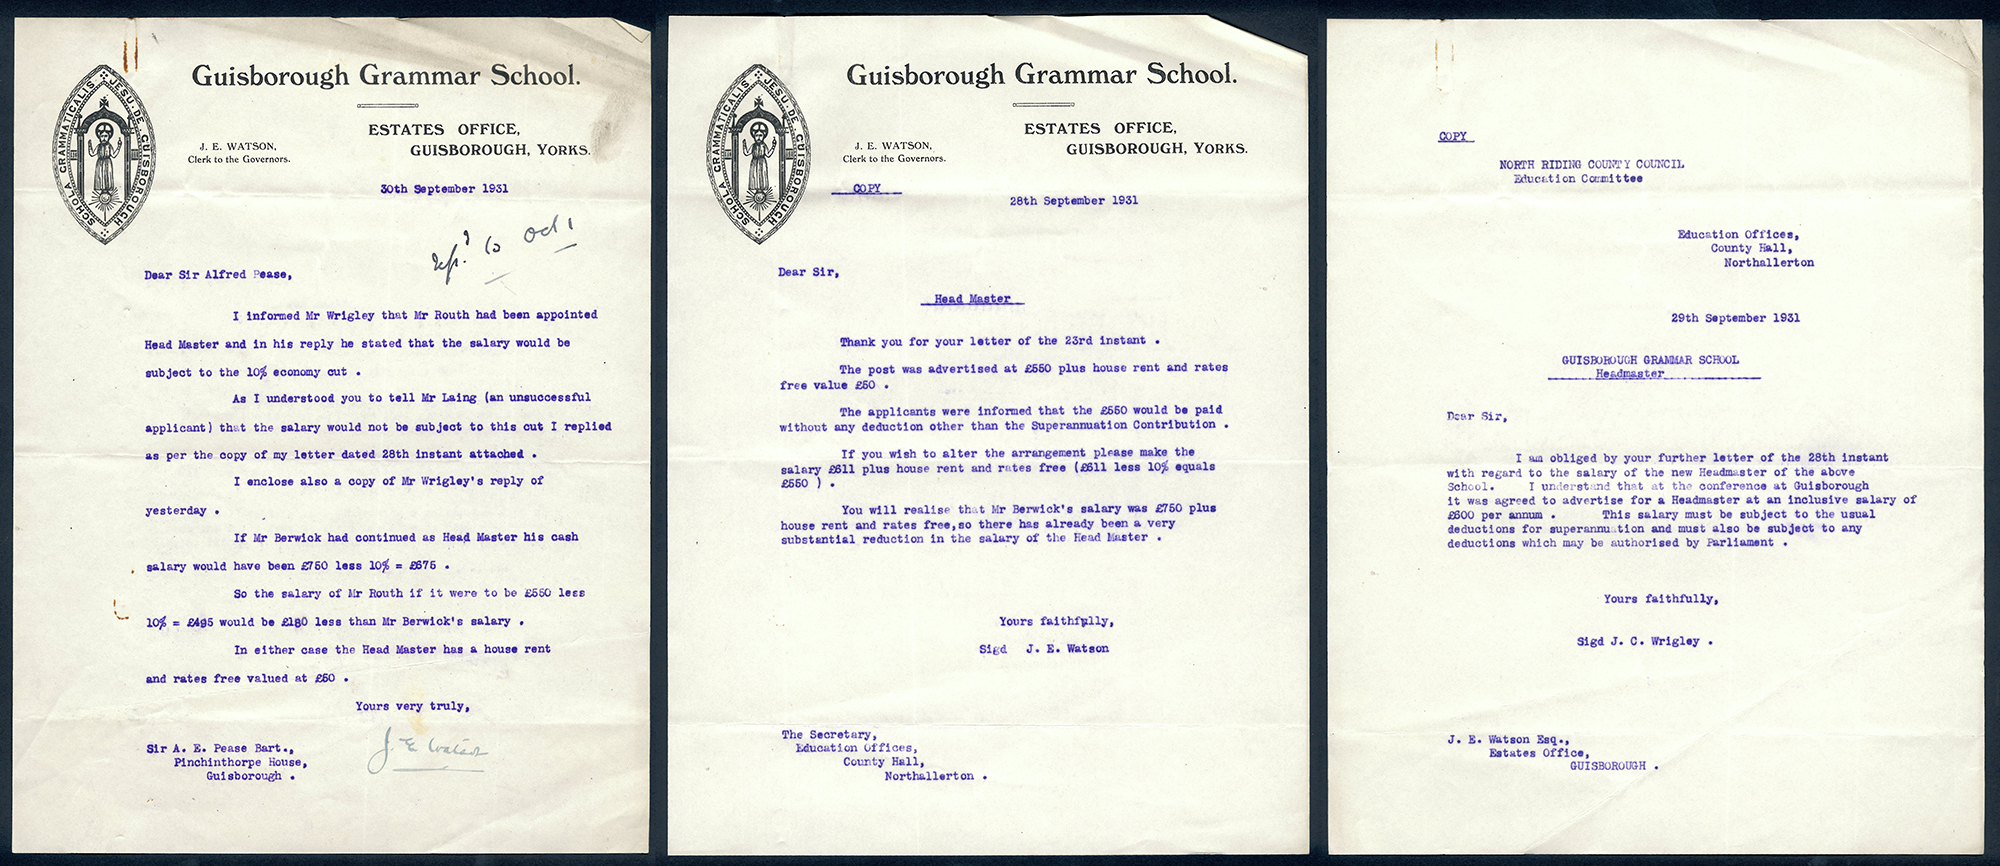 Guisborough Grammar School.
SCHOLA GRAMMATICALIS JESU DE GUISBOROUGH
J. E. WATSON,
Clerk to the Governors.
ESTATES OFFICE,
GUISBOROUGH, YORKS.
30th September 1931
Oct 1
Dear Sir Alfred Pease,
I informed Mr Wrigley that Mr Routh had been appointed
Head Master and in his reply he stated that the salary would be
subject to the 10% economy cut .
As I understood you to tell Mr Laing (an unsuccessful
applicant) that the salary would not be subject to this cut I replied
as per the copy of my letter dated 28th instant attached .
I enclose also a copy of Mr Wrigley's reply of
yesterday .
If Mr Berwick had continued as Head Master his cash
salary would have been £750 less 10% = £675 .
So the salary of Mr Routh if it were to be £550 less
10% = £495 would be £180 less than Mr Berwick's salary .
In either case the Head Master has a house rent
and rates free valued at £50 .
Yours very truly,
J. E Watson
Sir A. E. Pease Bart.,
Pinchinthorpe House,
Guisborough .
Guisborough Grammar School.
SCHOLA GRAMMATICALIS JESU DE GUISBOROUGH
J. E. WATSON,
Clerk to the Governors.
ESTATES OFFICE,
GUISBOROUGH, YORKS.
COPY
28th September 1931
Dear Sir,
Head Master
Thank you for your letter of the 23rd instant .
The post was advertised at £550 plus house rent and rates
free value £50 .
The applicants were informed that the £550 would be paid
without any deduction other than the Superannuation Contribution .
If you wish to alter the arrangement please make the
salary £611 plus house rent and rates free (£611 less 10% equals
£550 ) .
You will realise that Mr Berwick's salary was £750 plus
house rent and rates free,so there has already been a very
substantial reduction in the salary of the Head Master .
Yours faithfully,
Sigd J. E. Watson
The Secretary,
Education Offices,
County Hall,
Northallerton .
COPY
NORTH RIDING COUNTY COUNCIL
Education Committee
Education Offices,
County Hall,
Northallerton
29th September 1931
GUISBOROUGH GRAMMAR SCHOOL
Headmaster
Dear Sir,
I am obliged by your further letter of the 28th instant
with regard to the salary of the new Headmaster of the above
School. I understand that at the conference at Guisborough
it was agreed to advertise for a Headmaster at an inclusive salary of
£600 per annum . This salary must be subject to the usual
deductions for superannuation and must also be subject to any
deductions which may be authorised by Parliament .
Yours faithfully,
Sigd J. C. Wrigley .
J. E. Watson Esq.,
Estates Office,
GUISBOROUGH .